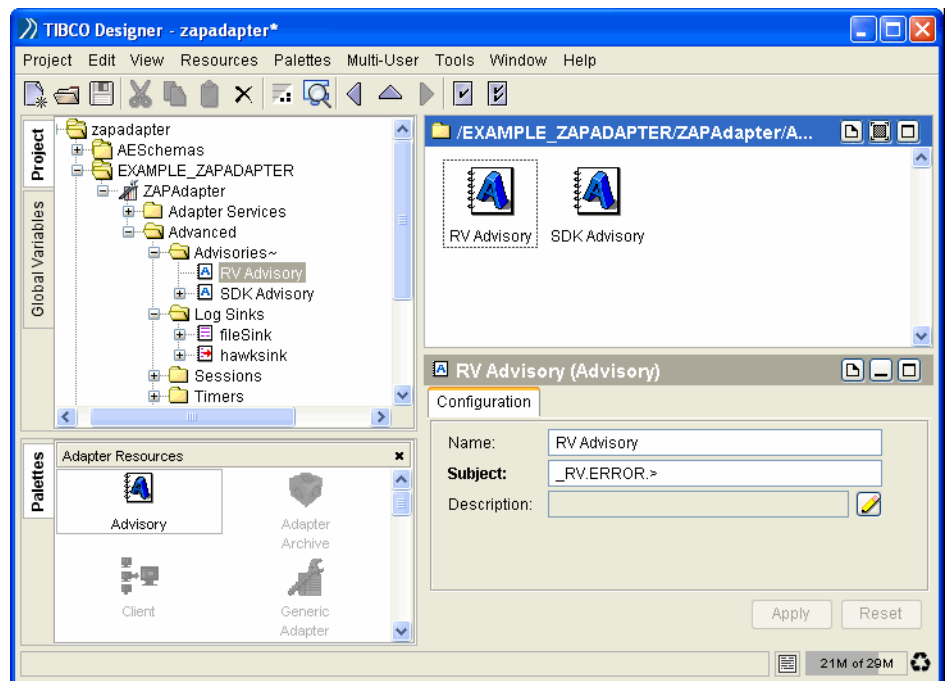 TIBCO Designer - zapadapter*
Project Edit View Resources Palettes Multi-User Tools Window Help
Project
Global Variables
zapadapter
AESchemas
EXAMPLE_ZAPADAPTER
ZAPAdapter
Adapter Services
Advanced
Advisories~
RV Advisory
SDK Advisory
Log Sinks
fileSink
hawksink
Sessions
Timers
/EXAMPLE_ZAPADAPTER/ZAPAdapter/A...
RV Advisory SDK Advisory
RV Advisory (Advisory)
Configuration
Name: RV Advisory
Subject: _RV.ERROR.>
Description:
Apply Reset
Palettes
Adapter Resources
Advisory
Adapter Archive
Client
Generic Adapter
21M of 29M